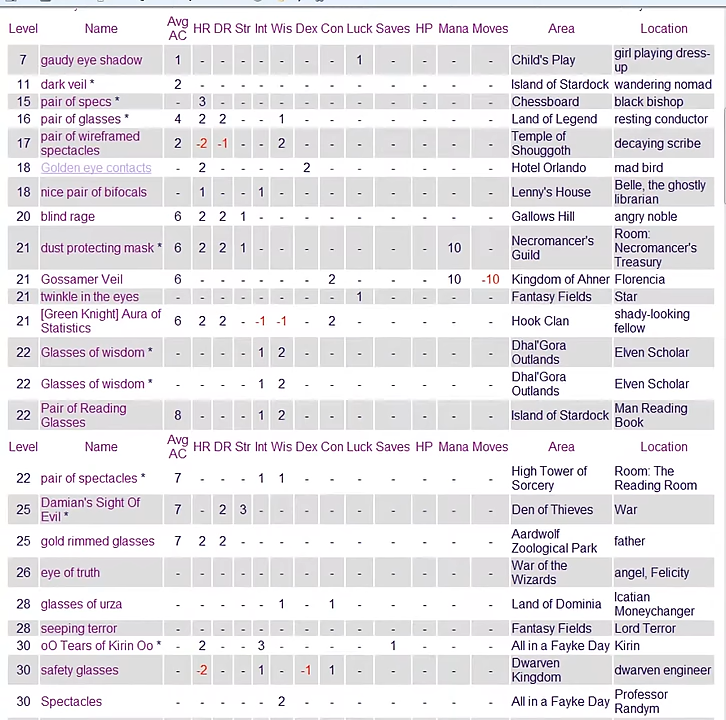 Level Name Avg AC HR DR Str Int Wis Dex Con Luck Saves HP Mana Moves Area Location
7 gaudy eye shadow 1 - - - - - - - 1 - - - - Child's Play girl playing dress-up
11 dark veil * 2 - - - - - - - - - - - - Island of Stardock wandering nomad
15 pair of specs * - 3 - - - - - - - - - - - Chessboard black bishop
16 pair of glasses * 4 2 2 - - 1 - - - - - - - Land of Legend resting conductor
17 pair of wireframed spectacles 2 -2 -1 - - 2 - - - - - - - Temple of Shouggoth decaying scribe
18 Golden eye contacts - 2 - - - - 2 - - - - - - Hotel Orlando mad bird
18 nice pair of bifocals - 1 - - 1 - - - - - - - - Lenny's House Belle, the ghostly librarian
20 blind rage 6 2 2 1 - - - - - - - - - Gallows Hill angry noble
21 dust protecting mask * 6 2 2 1 - - - - - - - 10 - Necromancer's Guild Room: Necromancer's Treasury
21 Gossamer Veil 6 - - - - - - 2 - - - 10 -10 Kingdom of Ahner Florencia
21 twinkle in the eyes - - - - - - - - 1 - - - - Fantasy Fields Star
21 [Green Knight] Aura of Statistics 6 2 2 - -1 -1 - 2 - - - - - Hook Clan shady-looking fellow
22 Glasses of wisdom * - - - - 1 2 - - - - - - - Dhal'Gora Outlands Elven Scholar
22 Glasses of wisdom * - - - - 1 2 - - - - - - - Dhal'Gora Outlands Elven Scholar
22 Pair of Reading Glasses 8 - - - 1 2 - - - - - - - Island of Stardock Man Reading Book
Level Name Avg AC HR DR Str Int Wis Dex Con Luck Saves HP Mana Moves Area Location
22 pair of spectacles * 7 - - - 1 1 - - - - - - - High Tower of Sorcery Room: The Reading Room
25 Damian's Sight Of Evil * 7 - 2 3 - - - - - - - - - Den of Thieves War
25 gold rimmed glasses 7 2 2 - - - - - - - - - - Aardwolf Zoological Park father
26 eye of truth - - - - - - - - - - - - - War of the Wizards angel, Felicity
28 glasses of urza - - - - - 1 - 1 - - - - - Land of Dominia Icatian Moneychanger
28 seeping terror - - - - - - - - - - - - - Fantasy Fields Lord Terror
30 oO Tears of Kirin Oo * - 2 - - 3 - - - - 1 - - - All in a Fayke Day Kirin
30 safety glasses - -2 - - 1 - -1 1 - - - - - Dwarven Kingdom dwarven engineer
30 Spectacles - - - - - 2 - - - - - - - All in a Fayke Day Professor Randym